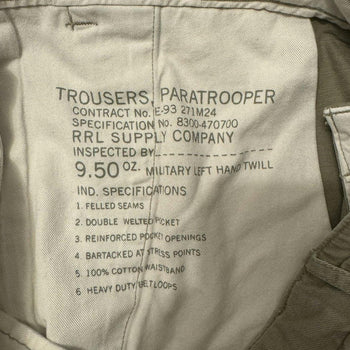 TROUSERS, PARATROOPER
CONTRACT No. E-93 271M24
SPECIFICATION No. 8300-470700
RRL SUPPLY COMPANY
INSPECTED BY
9.50 OZ. MILITARY LEFT HAND TWILL
IND. SPECIFICATIONS
1. FELLED SEAMS
2. DOUBLE WELTED POCKET
3. REINFORCED POCKET OPENINGS
4. BARTACKED AT STRESS POINTS
5. 100% COTTON WAISTBAND
6 HEAVY DUTY BELT LOOPS